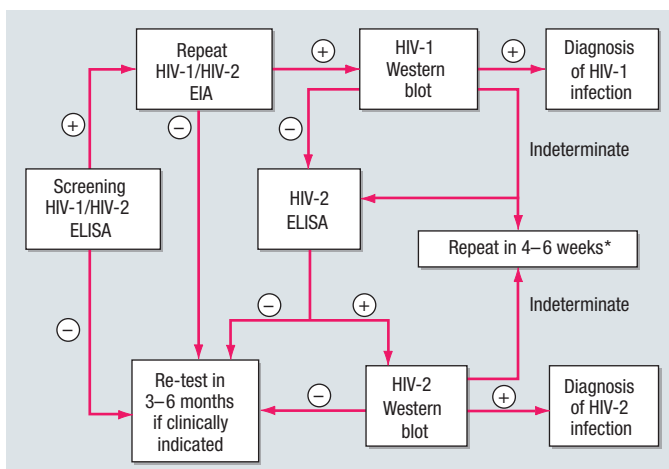 Repeat
HIV-1/HIV-2
EIA
+
HIV-1
Western
blot
+
Diagnosis
of HIV-1
infection
+
−
−
Indeterminate
Screening
HIV-1/HIV-2
ELISA
HIV-2
ELISA
Repeat in 4–6 weeks*
−
−
+
Indeterminate
Re-test in
3–6 months
if clinically
indicated
−
HIV-2
Western
blot
+
Diagnosis
of HIV-2
infection